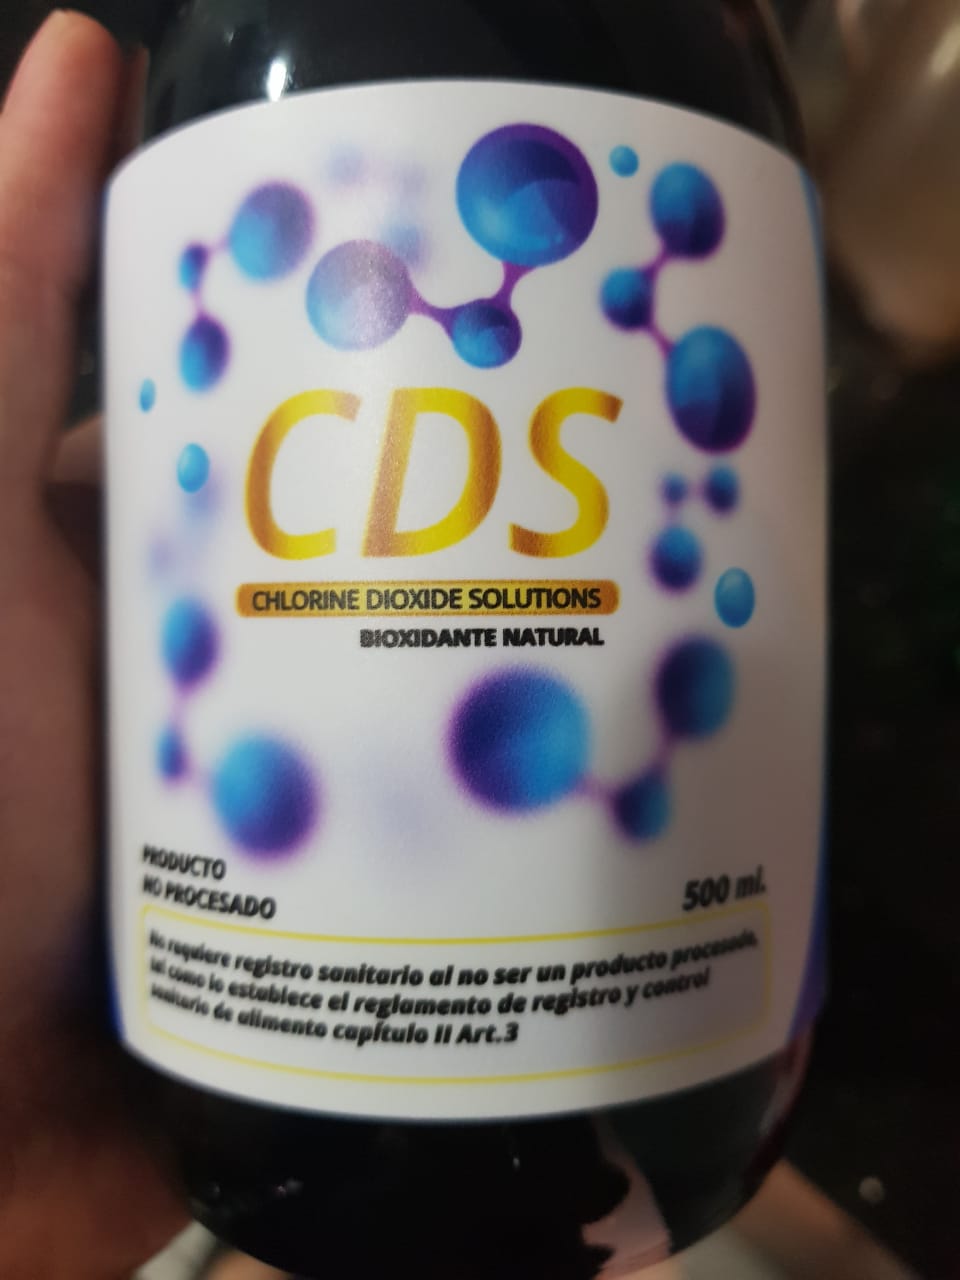 CDS
CHLORINE DIOXIDE SOLUTIONS
BIOXIDANTE NATURAL
PRODUCTO
NO PROCESADO
500 ml.
No requiere registro sanitario al no ser un producto procesado,
tal como lo establece el reglamento de registro y control
sanitario de alimento capítulo II Art.3